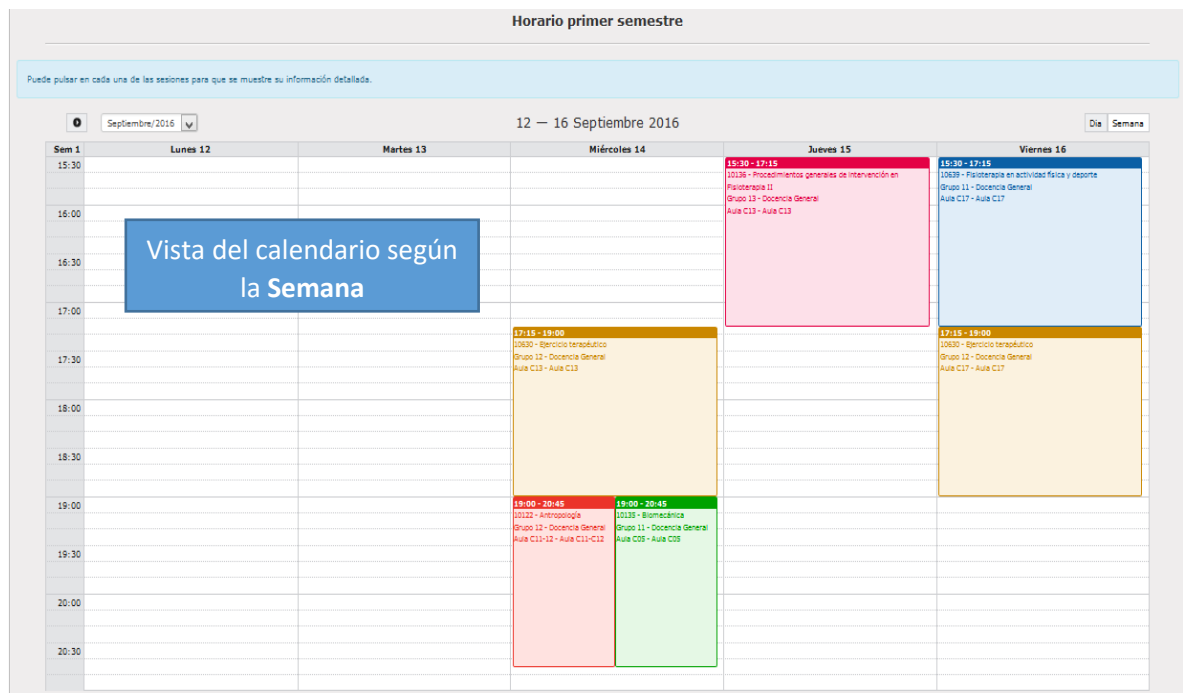 Horario primer semestre
Puede pulsar en cada una de las sesiones para que se muestre su información detallada.
Septiembre/2016
12 — 16 Septiembre 2016
Dia Semana
Sem 1 Lunes 12 Martes 13 Miércoles 14 Jueves 15 Viernes 16
15:30
16:00
16:30
17:00
17:30
18:00
18:30
19:00
19:30
20:00
20:30
Vista del calendario según
la Semana
17:15 - 19:00
10630 - Ejercicio terapéutico
Grupo 12 - Docencia General
Aula C13 - Aula C13
19:00 - 20:45
10122 - Antropología
Grupo 12 - Docencia General
Aula C11-12 - Aula C11-C12
19:00 - 20:45
10135 - Biomecánica
Grupo 11 - Docencia General
Aula C05 - Aula C05
15:30 - 17:15
10136 - Procedimientos generales de intervención en
Fisioterapia II
Grupo 13 - Docencia General
Aula C13 - Aula C13
15:30 - 17:15
10639 - Fisioterapia en actividad física y deporte
Grupo 11 - Docencia General
Aula C17 - Aula C17
17:15 - 19:00
10630 - Ejercicio terapéutico
Grupo 12 - Docencia General
Aula C17 - Aula C17